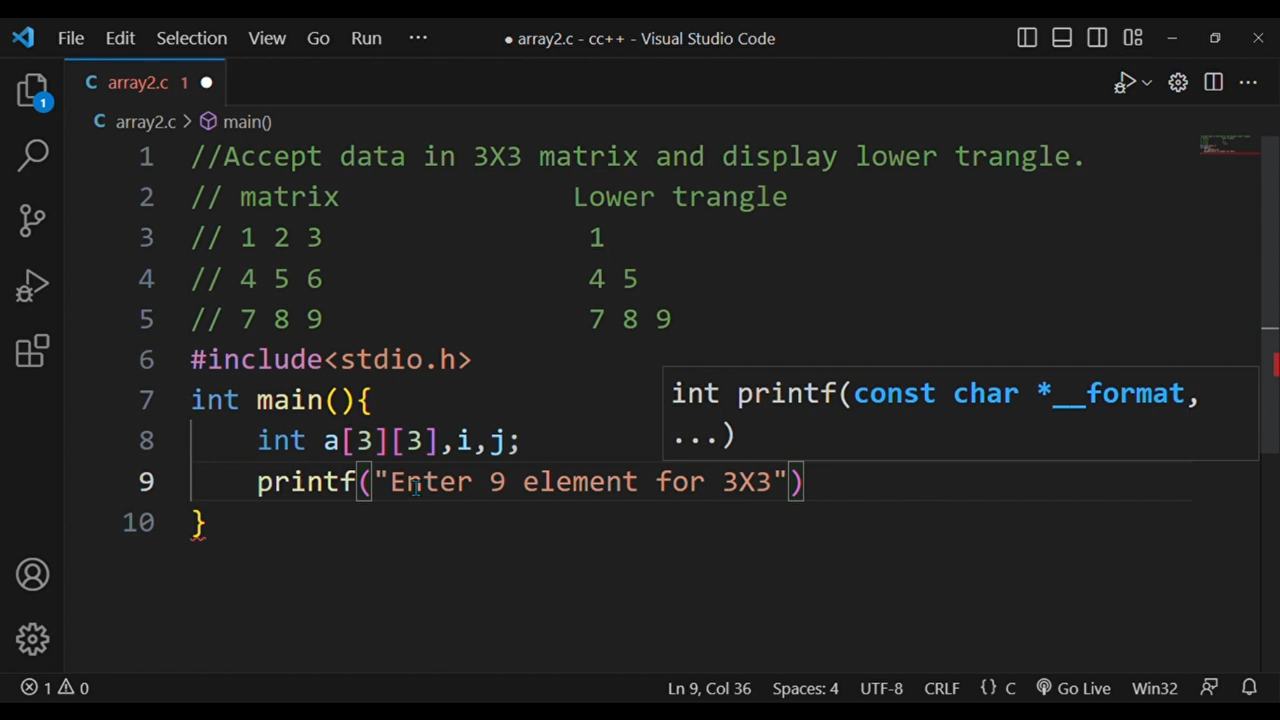 File Edit Selection View Go Run ··· ● array2.c - cc++ - Visual Studio Code
C array2.c 1 ●
C array2.c > main()
1 //Accept data in 3X3 matrix and display lower trangle.
2 // matrix Lower trangle
3 // 1 2 3 1
4 // 4 5 6 4 5
5 // 7 8 9 7 8 9
6 #include<stdio.h>
7 int main(){
int printf(const char *__format,
...)
8 int a[3][3],i,j;
9 printf("Enter 9 element for 3X3")
10 }
1
1 0 Ln 9, Col 36 Spaces: 4 UTF-8 CRLF {} C Go Live Win32